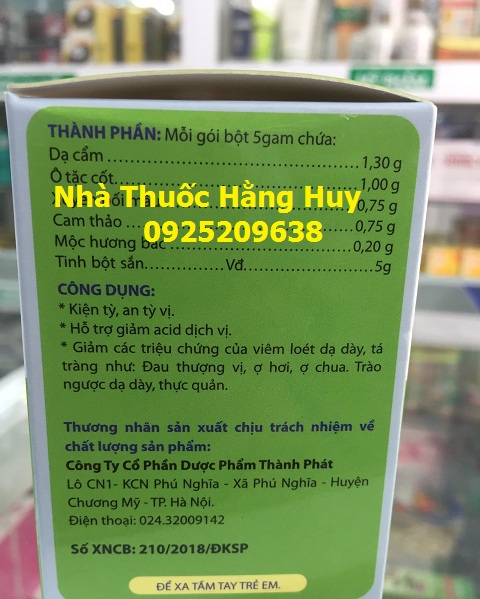 THÀNH PHẦN: Mỗi gói bột 5gam chứa:
Dạ cẩm.....................................1,30 g
Ô tặc cốt...................................1,00 g
0,75 g
Cam thảo...................................0,75 g
Mộc hương bắc..........................0,20 g
Tinh bột sắn...............Vđ........................5g
Nhà Thuốc Hằng Huy
0925209638
CÔNG DỤNG:
* Kiện tỳ, an tỳ vị.
* Hỗ trợ giảm acid dịch vị.
* Giảm các triệu chứng của viêm loét dạ dày, tá
tràng như: Đau thượng vị, ợ hơi, ợ chua. Trào
ngược dạ dày, thực quản.
Thương nhân sản xuất chịu trách nhiệm về
chất lượng sản phẩm:
Công Ty Cổ Phần Dược Phẩm Thành Phát
Lô CN1- KCN Phú Nghĩa - Xã Phú Nghĩa - Huyện
Chương Mỹ - TP. Hà Nội.
Điện thoại: 024.32009142
Số XNCB: 210/2018/ĐKSP
ĐỂ XA TẦM TAY TRẺ EM.